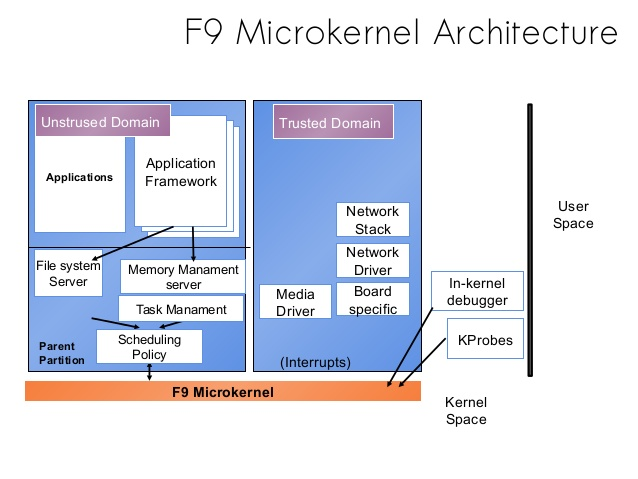 F9 Microkernel Architecture
Unstrused Domain
Trusted Domain
Applications
Application
Framework
Network
Stack
User
Space
Network
Driver
File system
Server
Memory Manament
server
In-kernel
debugger
Media
Driver
Board
specific
Task Manament
Scheduling
Policy
KProbes
Parent
Partition
(Interrupts)
F9 Microkernel
Kernel
Space